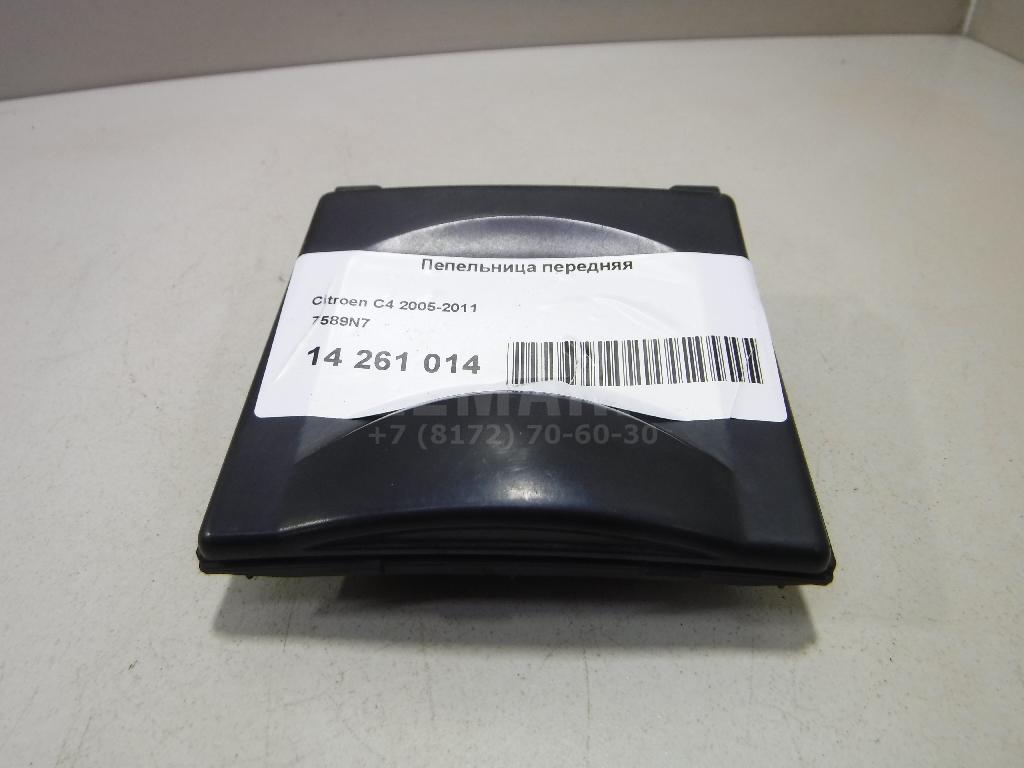 Пепельница передняя
Citroen C4 2005-2011
7589N7
14 261 014
+7 (8172) 70-60-30